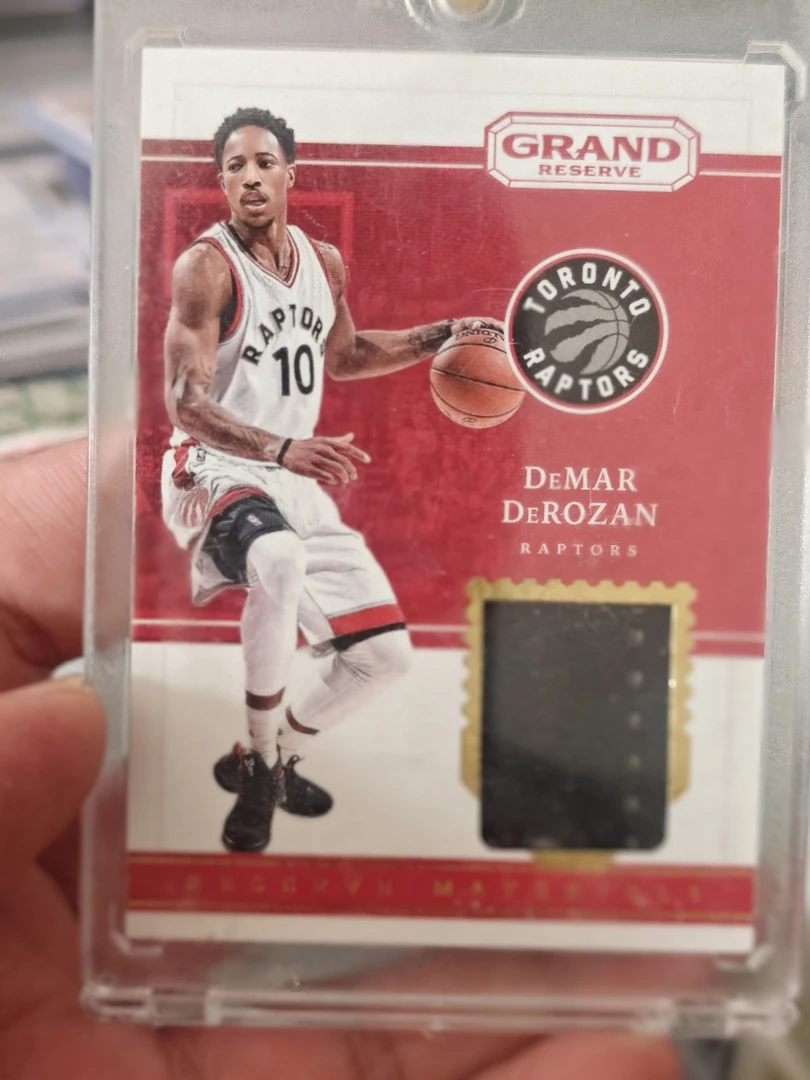 GRAND
RESERVE
TORONTO
RAPTORS
RAPTORS
10
DeMAR
DeROZAN
RAPTORS